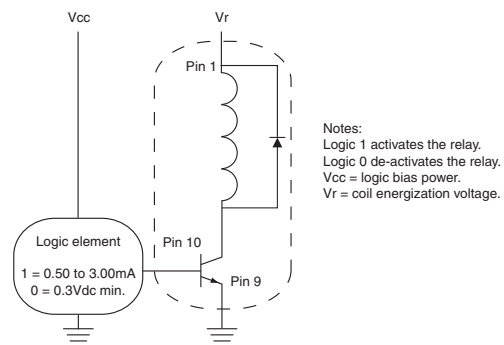 Vcc
Vr
Pin 1
Notes:
Logic 1 activates the relay.
Logic 0 de-activates the relay.
Vcc = logic bias power.
Vr = coil energization voltage.
Logic element
1 = 0.50 to 3.00mA
0 = 0.3Vdc min.
Pin 10
Pin 9